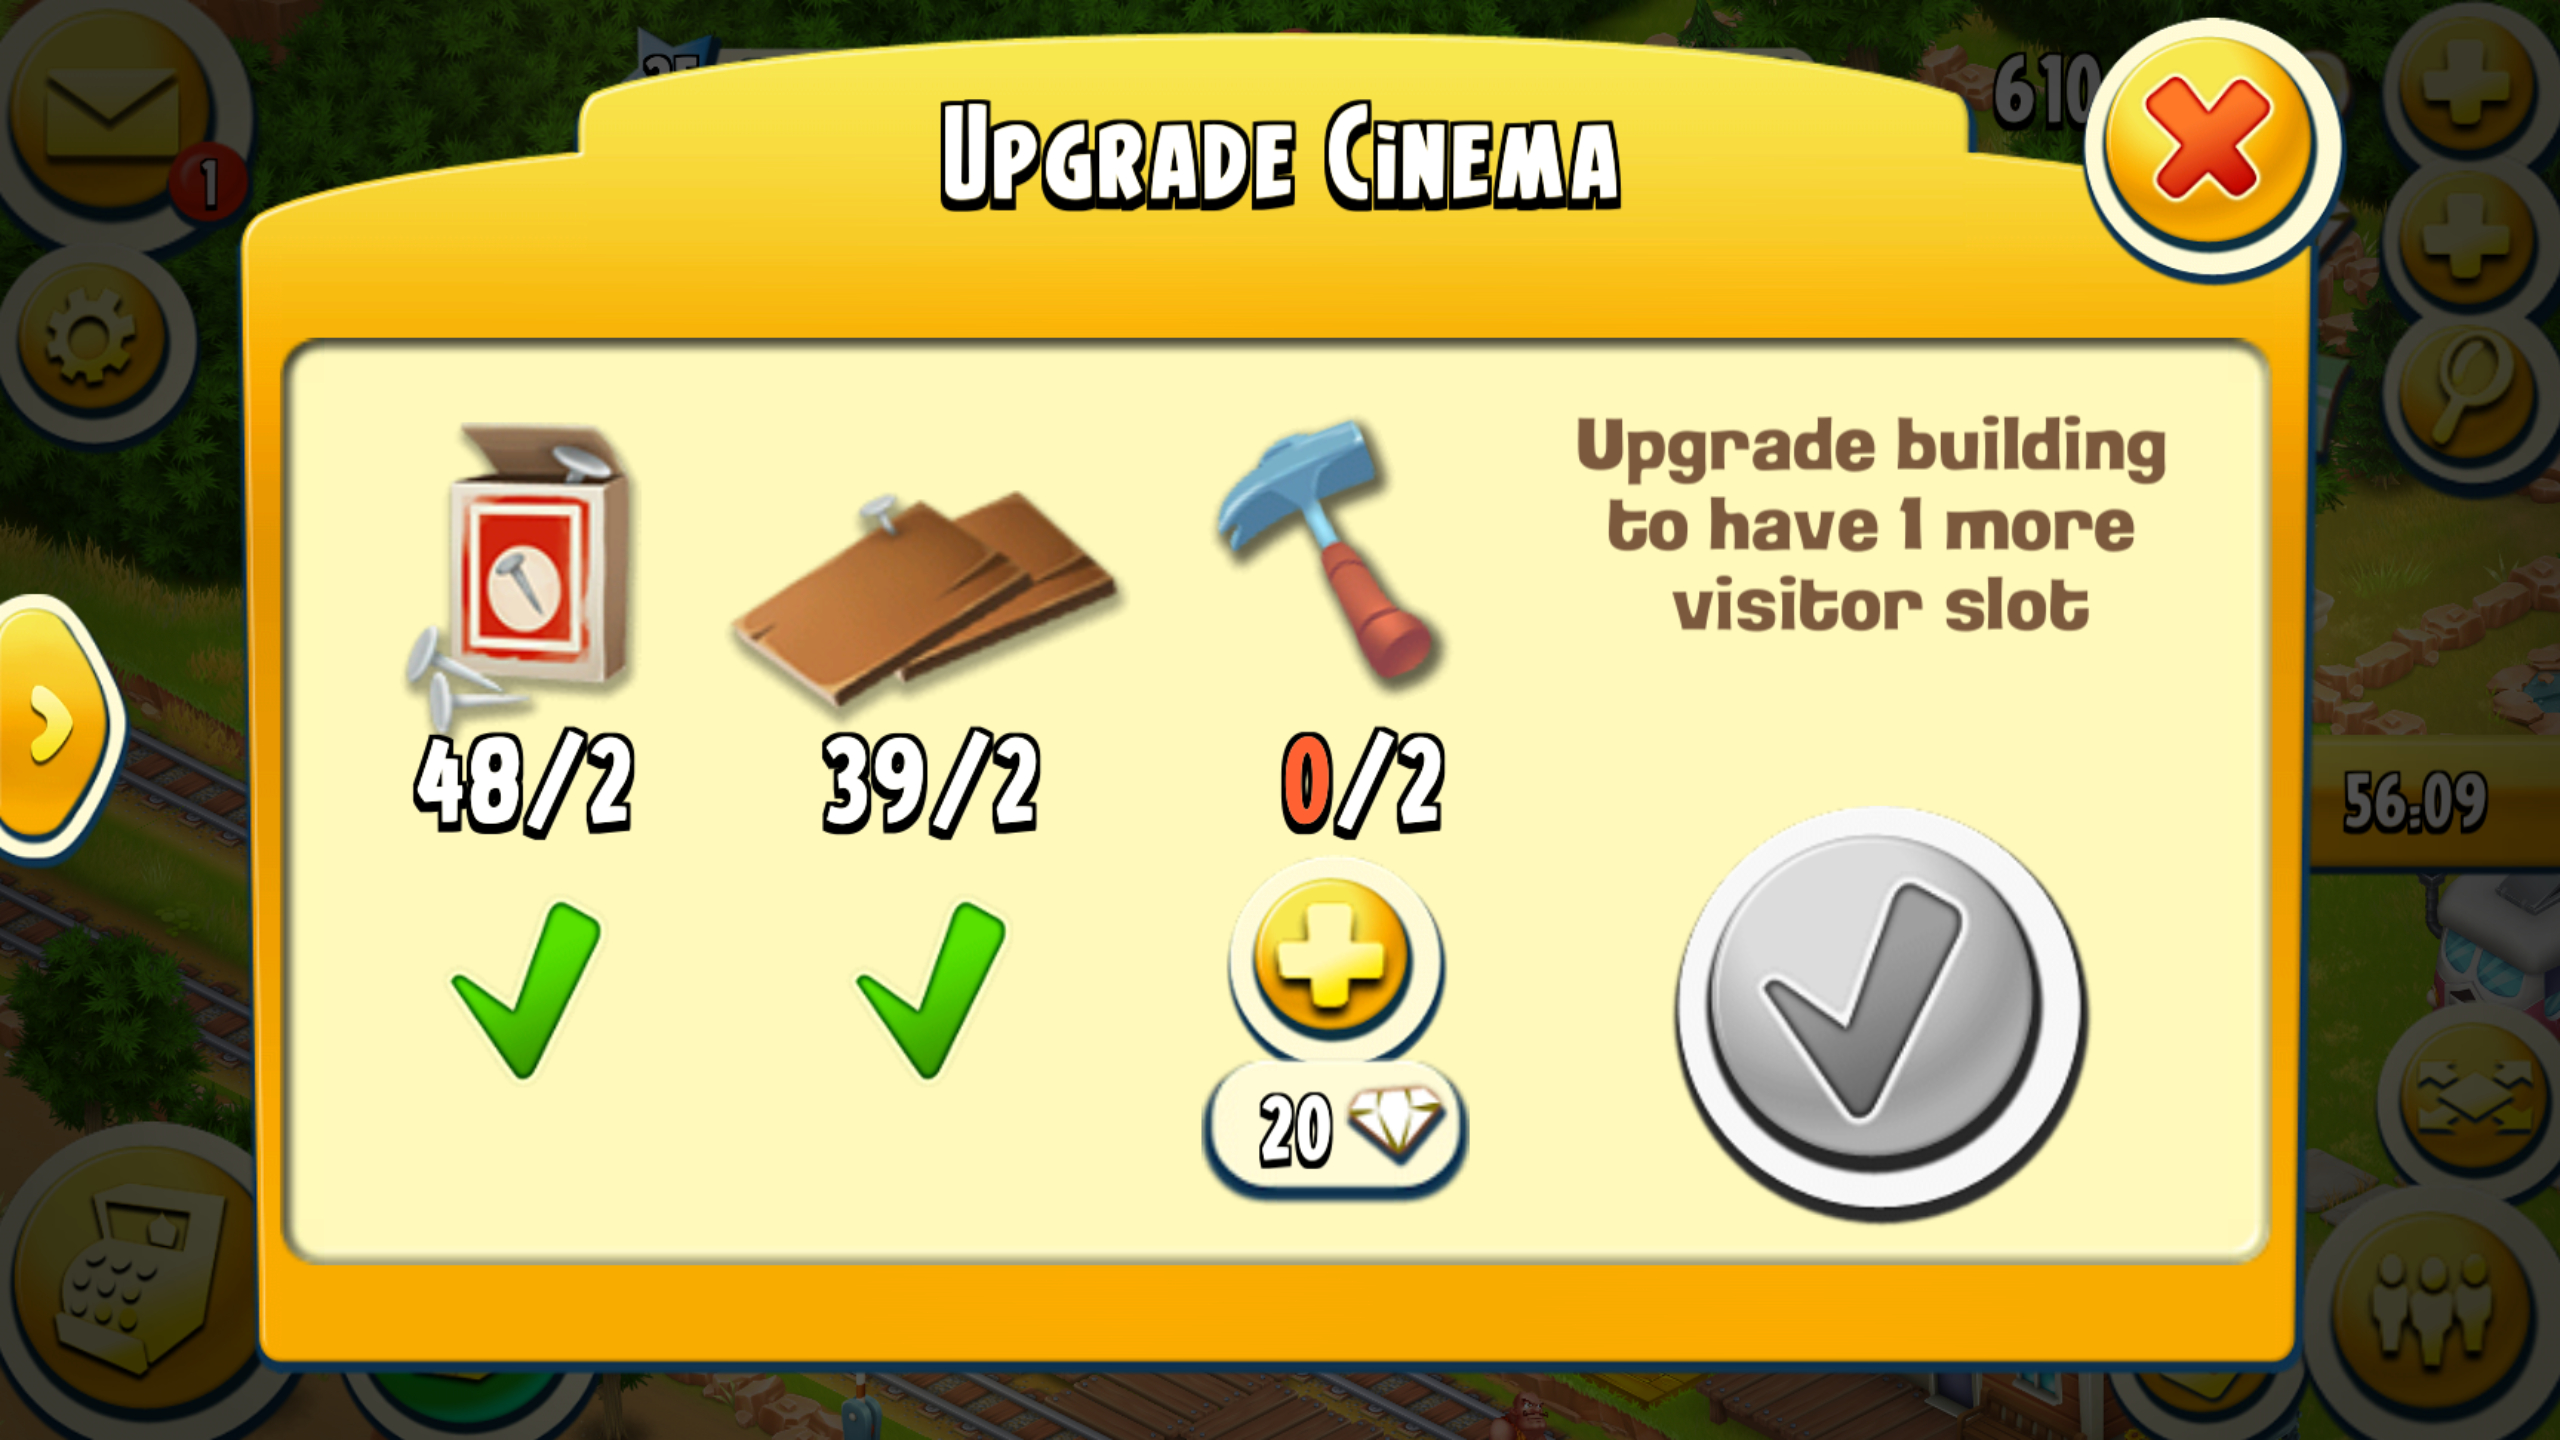 UPGRADE CiNEMA
1
610
Upgrade building
to have 1 more
visitor slot
48/2
39/2
0/2
56:09
20